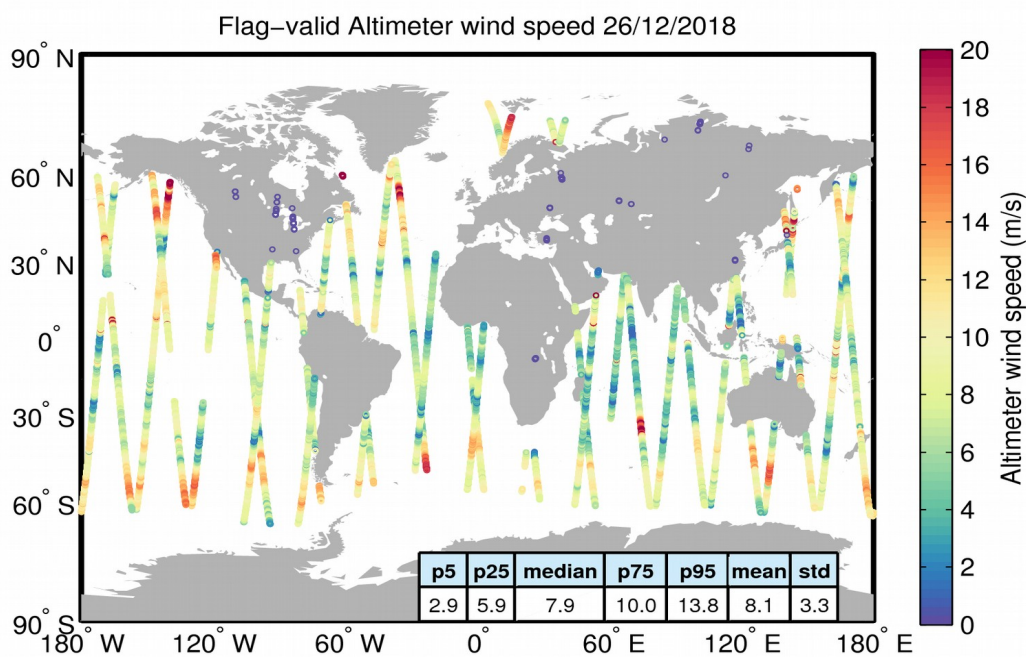 Flag−valid Altimeter wind speed 26/12/2018
90° N
60° N
30° N
0°
30° S
60° S
90° S
180° W
120° W
60° W
0°
60° E
120° E
180° E
p5 p25 median p75 p95 mean std
2.9 5.9 7.9 10.0 13.8 8.1 3.3
20
18
16
14
12
10
8
6
4
2
0
Altimeter wind speed (m/s)